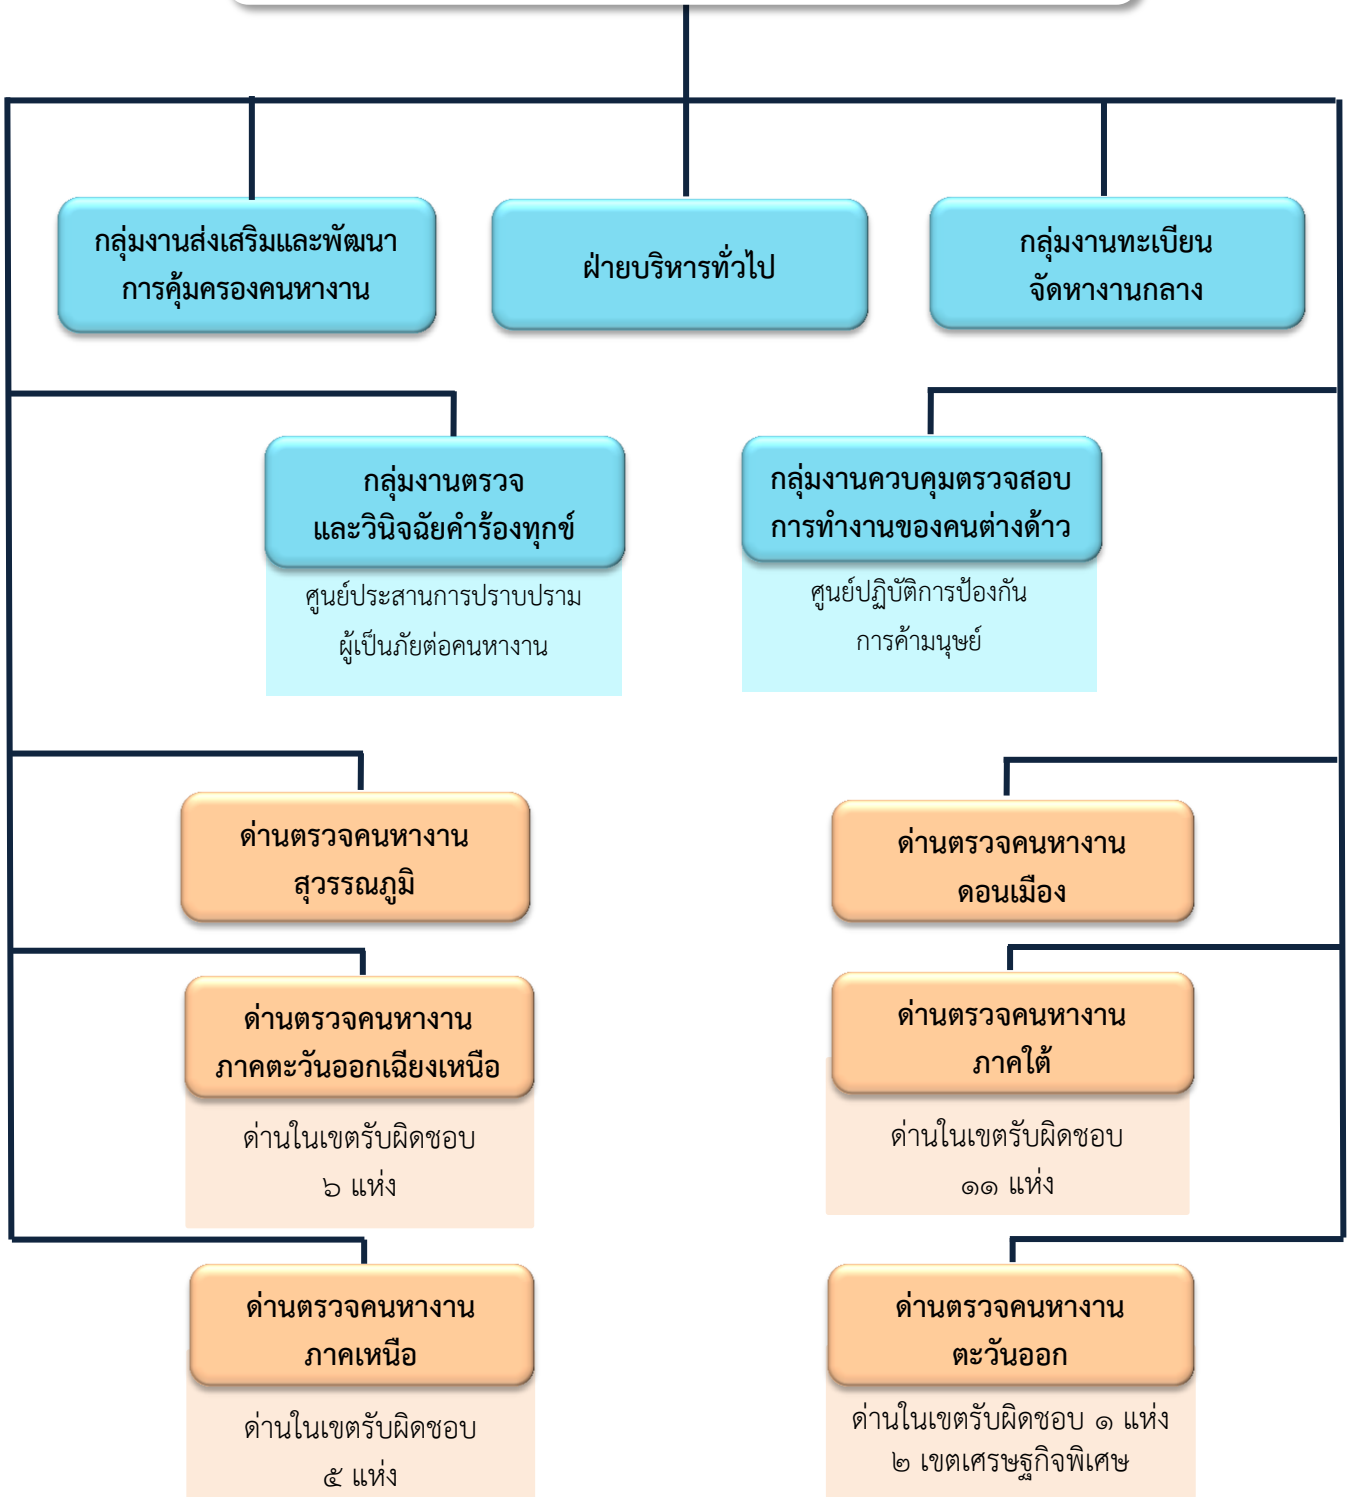 กลุ่มงานส่งเสริมและพัฒนา
การคุ้มครองคนหางาน
ฝ่ายบริหารทั่วไป
กลุ่มงานทะเบียน
จัดหางานกลาง
กลุ่มงานตรวจ
และวินิจฉัยคำร้องทุกข์
ศูนย์ประสานการปราบปราม
ผู้เป็นภัยต่อคนหางาน
กลุ่มงานควบคุมตรวจสอบ
การทำงานของคนต่างด้าว
ศูนย์ปฏิบัติการป้องกัน
การค้ามนุษย์
ด่านตรวจคนหางาน
สุวรรณภูมิ
ด่านตรวจคนหางาน
ดอนเมือง
ด่านตรวจคนหางาน
ภาคตะวันออกเฉียงเหนือ
ด่านในเขตรับผิดชอบ
๖ แห่ง
ด่านตรวจคนหางาน
ภาคใต้
ด่านในเขตรับผิดชอบ
๑๑ แห่ง
ด่านตรวจคนหางาน
ภาคเหนือ
ด่านในเขตรับผิดชอบ
๕ แห่ง
ด่านตรวจคนหางาน
ตะวันออก
ด่านในเขตรับผิดชอบ ๑ แห่ง
๒ เขตเศรษฐกิจพิเศษ